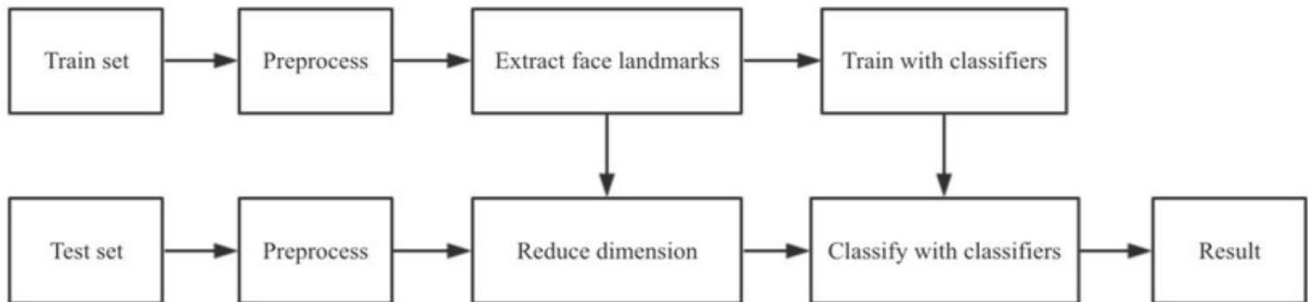 Train set
Preprocess
Extract face landmarks
Train with classifiers
Test set
Preprocess
Reduce dimension
Classify with classifiers
Result